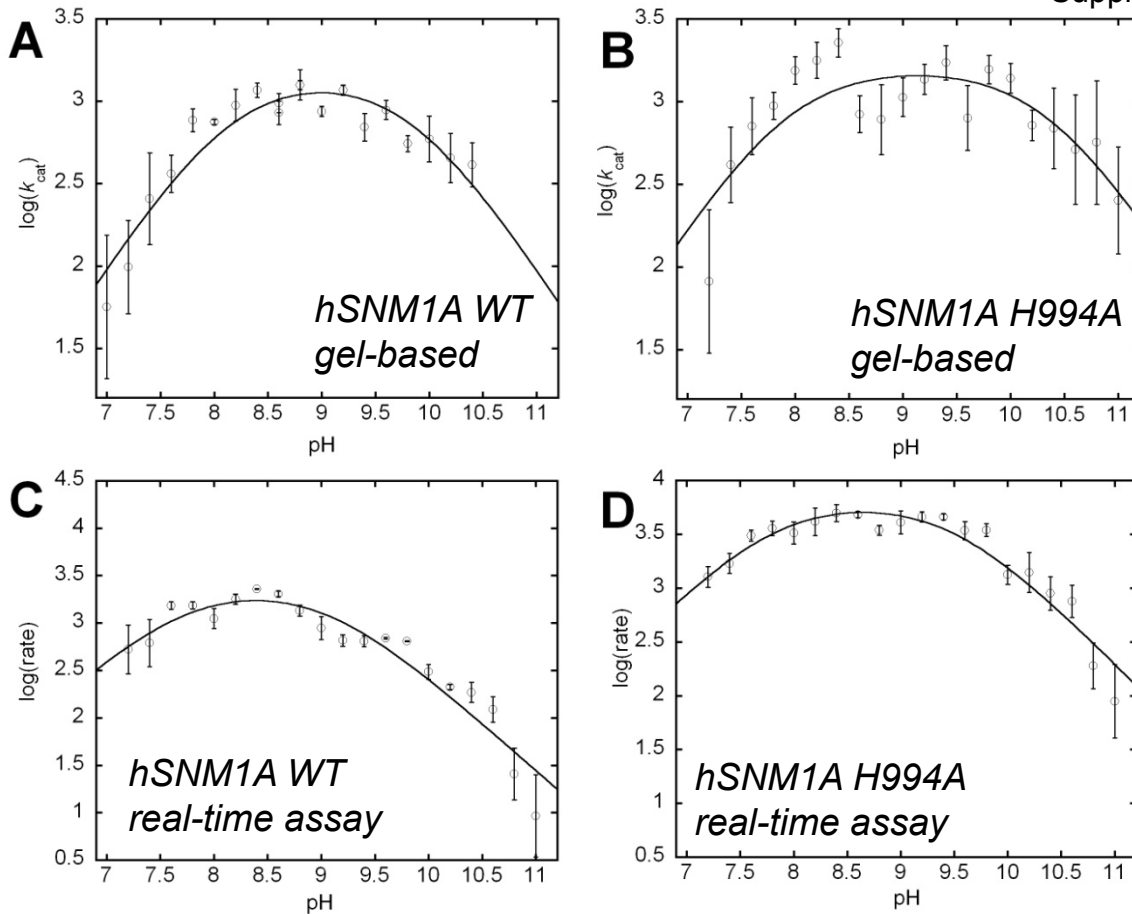 Suppl
A
3.5
3
2.5
2
1.5
log(kcat)
7 7.5 8 8.5 9 9.5 10 10.5 11
pH
hSNM1A WT
gel-based
B
3.5
3
2.5
2
1.5
log(kcat)
7 7.5 8 8.5 9 9.5 10 10.5 11
pH
hSNM1A H994A
gel-based
C
4.5
4
3.5
3
2.5
2
1.5
1
0.5
log(rate)
7 7.5 8 8.5 9 9.5 10 10.5 11
pH
hSNM1A WT
real-time assay
D
4
3.5
3
2.5
2
1.5
1
0.5
log(rate)
7 7.5 8 8.5 9 9.5 10 10.5 11
pH
hSNM1A H994A
real-time assay